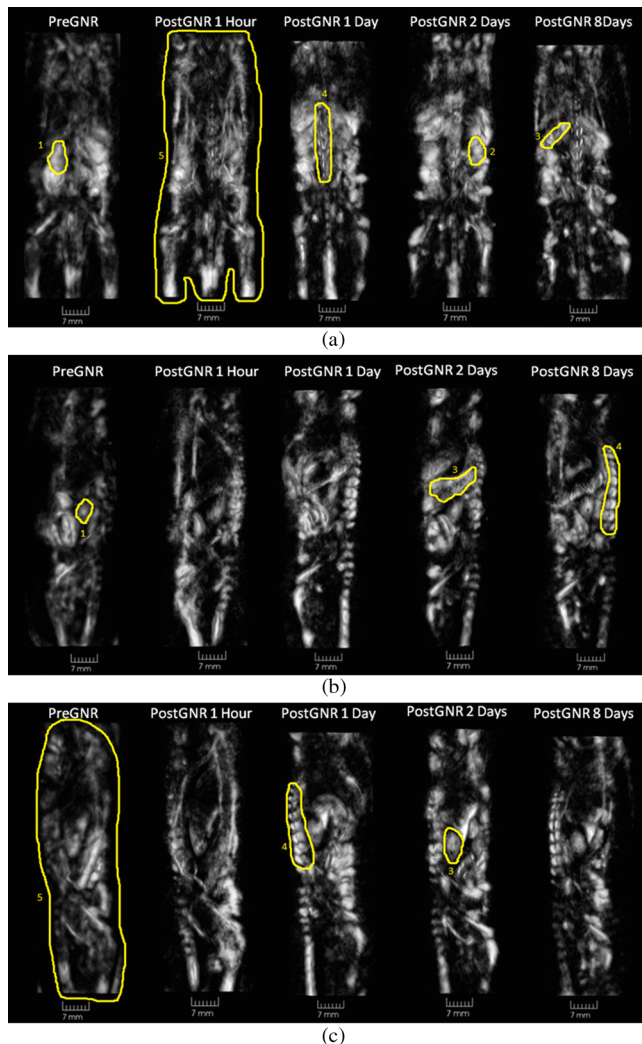 PreGNR PostGNR 1 Hour PostGNR 1 Day PostGNR 2 Days PostGNR 8Days
4
1 5 2 3
7 mm 7 mm 7 mm 7 mm 7 mm
(a)
PreGNR PostGNR 1 Hour PostGNR 1 Day PostGNR 2 Days PostGNR 8 Days
3 4
1
7 mm 7 mm 7 mm 7 mm 7 mm
(b)
PreGNR PostGNR 1 Hour PostGNR 1 Day PostGNR 2 Days PostGNR 8 Days
4
3
5
7 mm 7 mm 7 mm 7 mm 7 mm
(c)